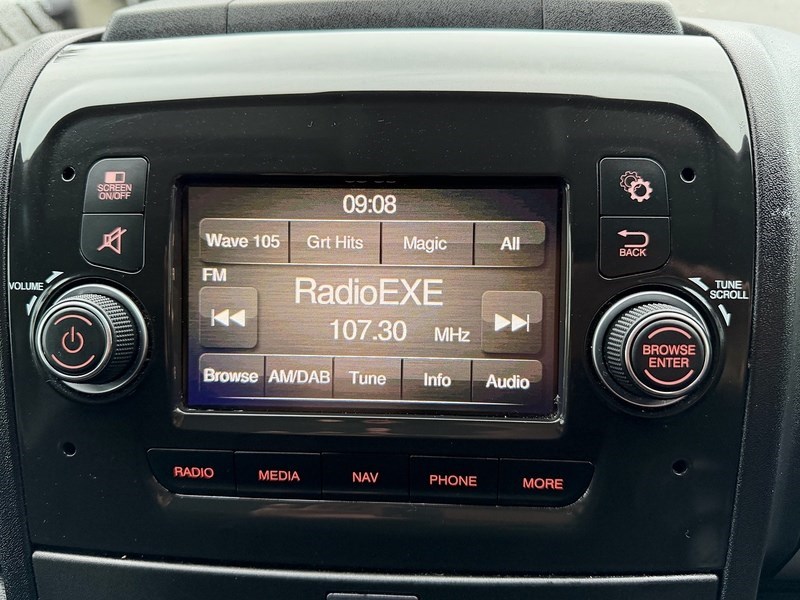 SCREEN
ON/OFF
09:08
Wave 105 Grt Hits Magic All
BACK
FM
VOLUME
TUNE
SCROLL
RadioEXE
107.30 MHz
BROWSE
ENTER
Browse AM/DAB Tune Info Audio
RADIO MEDIA NAV PHONE MORE